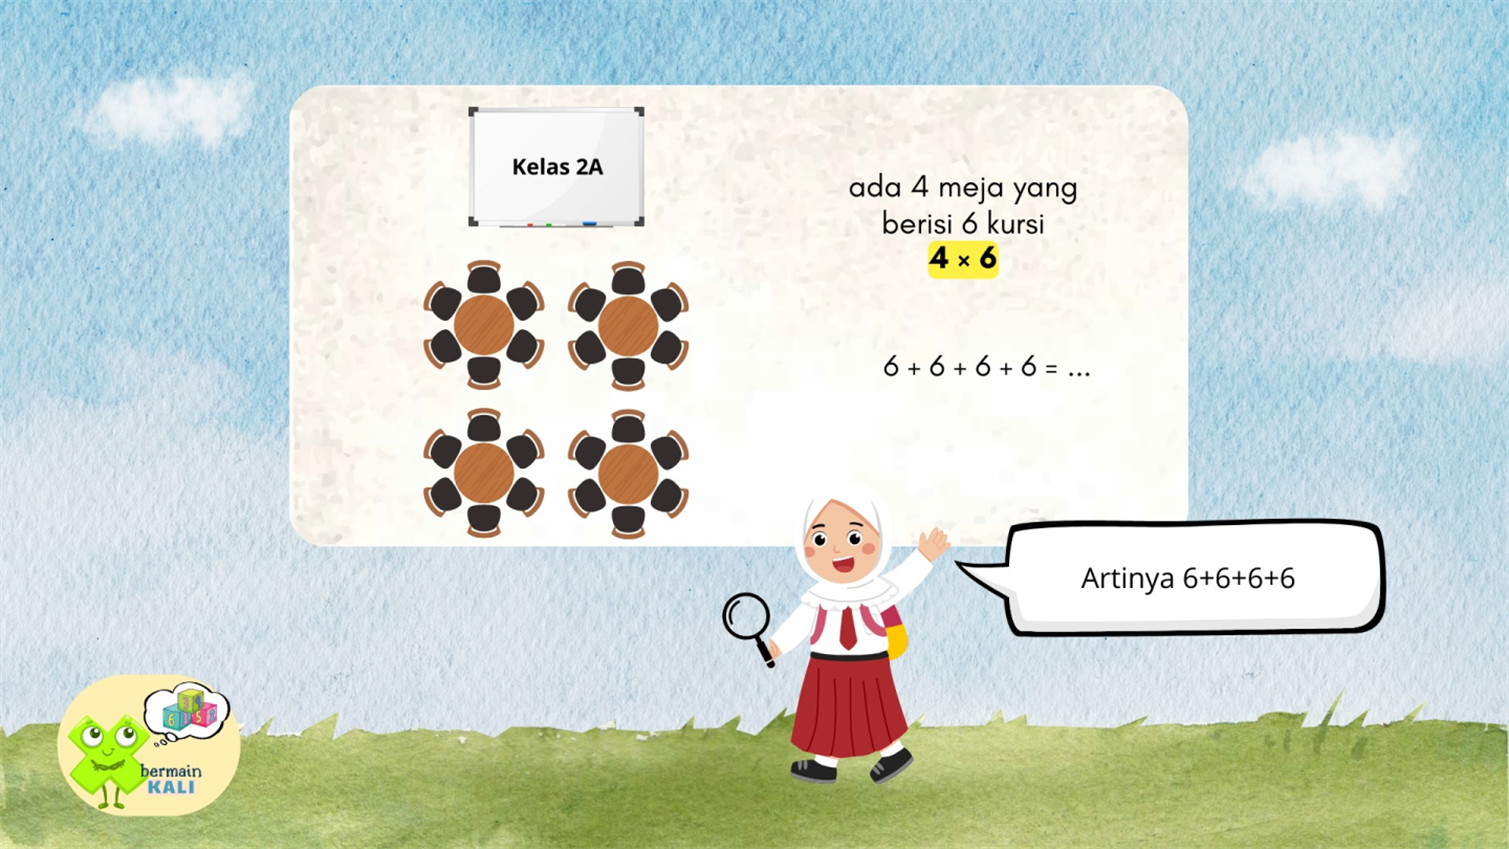 Kelas 2A
ada 4 meja yang
berisi 6 kursi
4 × 6
6 + 6 + 6 + 6 = ...
Artinya 6+6+6+6
bermain
KALI